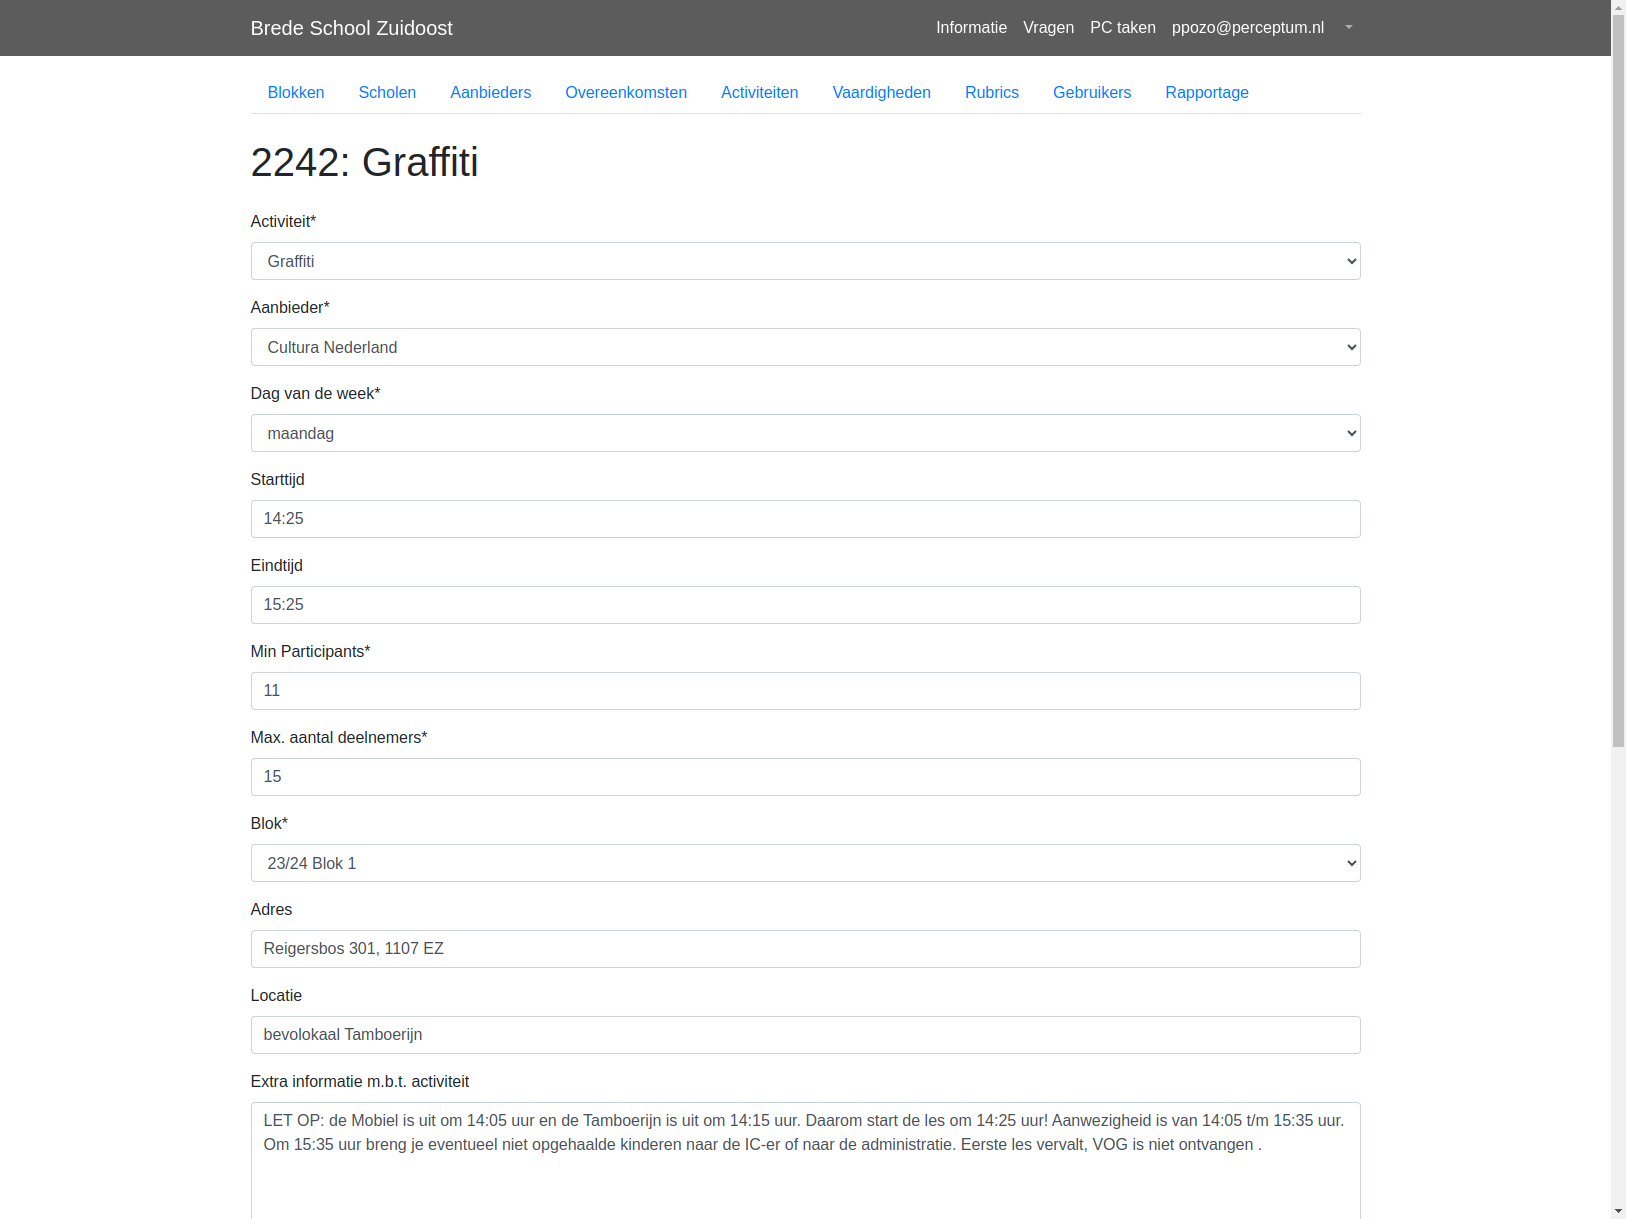 Brede School Zuidoost
Informatie Vragen PC taken ppozo@perceptum.nl
Blokken Scholen Aanbieders Overeenkomsten Activiteiten Vaardigheden Rubrics Gebruikers Rapportage
2242: Graffiti
Activiteit*
Graffiti
Aanbieder*
Cultura Nederland
Dag van de week*
maandag
Starttijd
14:25
Eindtijd
15:25
Min Participants*
11
Max. aantal deelnemers*
15
Blok*
23/24 Blok 1
Adres
Reigersbos 301, 1107 EZ
Locatie
bevolokaal Tamboerijn
Extra informatie m.b.t. activiteit
LET OP: de Mobiel is uit om 14:05 uur en de Tamboerijn is uit om 14:15 uur. Daarom start de les om 14:25 uur! Aanwezigheid is van 14:05 t/m 15:35 uur.
Om 15:35 uur breng je eventueel niet opgehaalde kinderen naar de IC-er of naar de administratie. Eerste les vervalt, VOG is niet ontvangen .